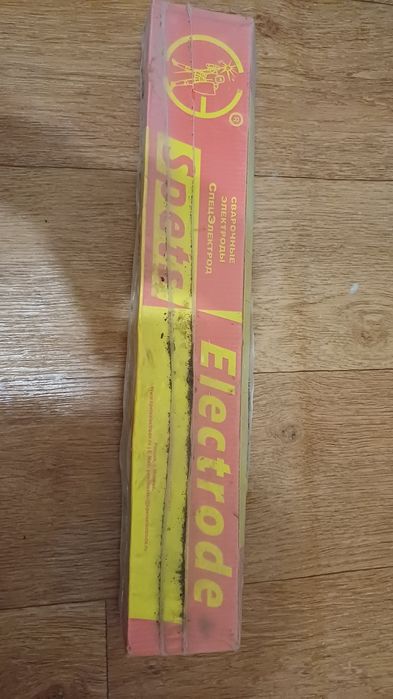 ®
Spets
СВАРОЧНЫЕ
ЭЛЕКТРОДЫ
СПЕЦЭЛЕКТРОД
Electrode